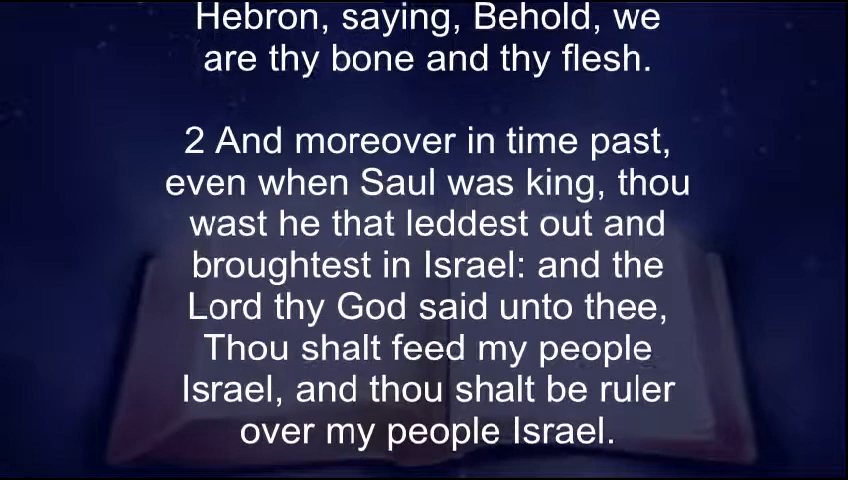 Hebron, saying, Behold, we
are thy bone and thy flesh.
2 And moreover in time past,
even when Saul was king, thou
wast he that leddest out and
broughtest in Israel: and the
Lord thy God said unto thee,
Thou shalt feed my people
Israel, and thou shalt be ruler
over my people Israel.